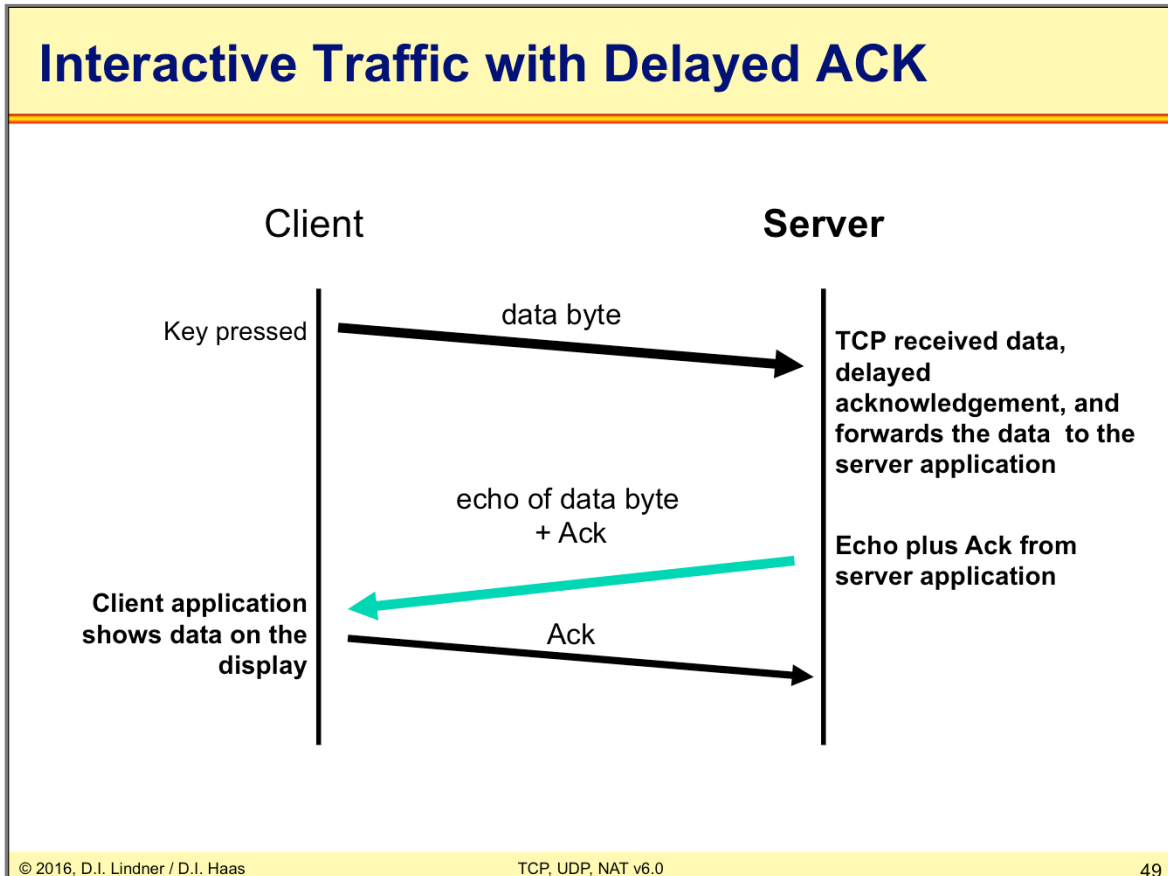 Interactive Traffic with Delayed ACK
Client
Server
Key pressed
data byte
TCP received data,
delayed
acknowledgement, and
forwards the data  to the
server application
echo of data byte
+ Ack
Echo plus Ack from
server application
Client application
shows data on the
display
Ack
© 2016, D.I. Lindner / D.I. Haas
TCP, UDP, NAT v6.0
49